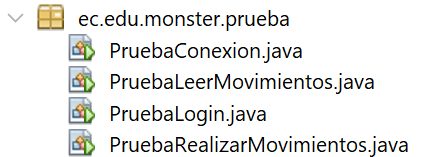 ec.edu.monster.prueba
PruebaConexion.java
PruebaLeerMovimientos.java
PruebaLogin.java
PruebaRealizarMovimientos.java